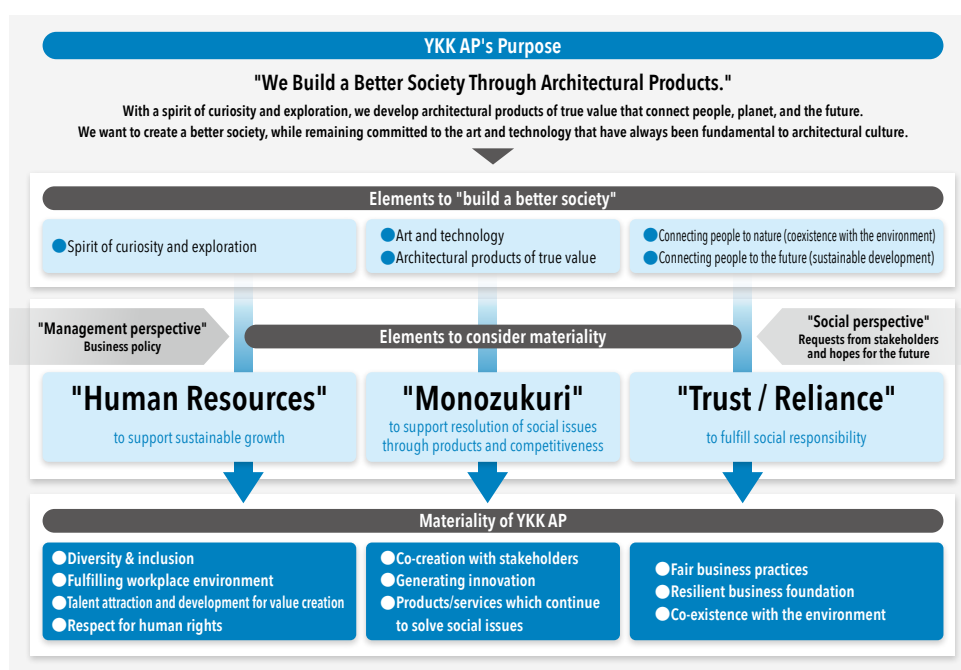 YKK AP's Purpose
"We Build a Better Society Through Architectural Products."
With a spirit of curiosity and exploration, we develop architectural products of true value that connect people, planet, and the future.
We want to create a better society, while remaining committed to the art and technology that have always been fundamental to architectural culture.
Elements to "build a better society"
●Spirit of curiosity and exploration
●Art and technology
●Architectural products of true value
●Connecting people to nature (coexistence with the environment)
●Connecting people to the future (sustainable development)
"Management perspective"
Business policy
Elements to consider materiality
"Social perspective"
Requests from stakeholders
and hopes for the future
"Human Resources"
to support sustainable growth
"Monozukuri"
to support resolution of social issues
through products and competitiveness
"Trust / Reliance"
to fulfill social responsibility
Materiality of YKK AP
●Diversity & inclusion
●Fulfilling workplace environment
●Talent attraction and development for value creation
●Respect for human rights
●Co-creation with stakeholders
●Generating innovation
●Products/services which continue
to solve social issues
●Fair business practices
●Resilient business foundation
●Co-existence with the environment